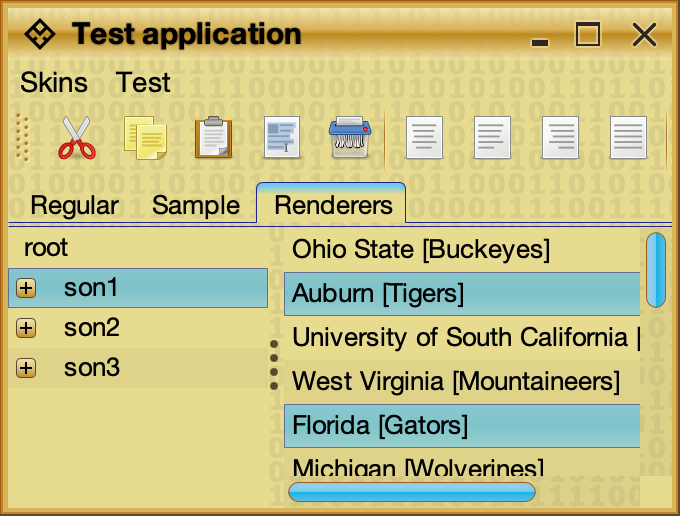 Test application
Skins Test
Regular Sample Renderers
root
son1
son2
son3
Ohio State [Buckeyes]
Auburn [Tigers]
University of South California [
West Virginia [Mountaineers]
Florida [Gators]
Michigan [Wolverines]